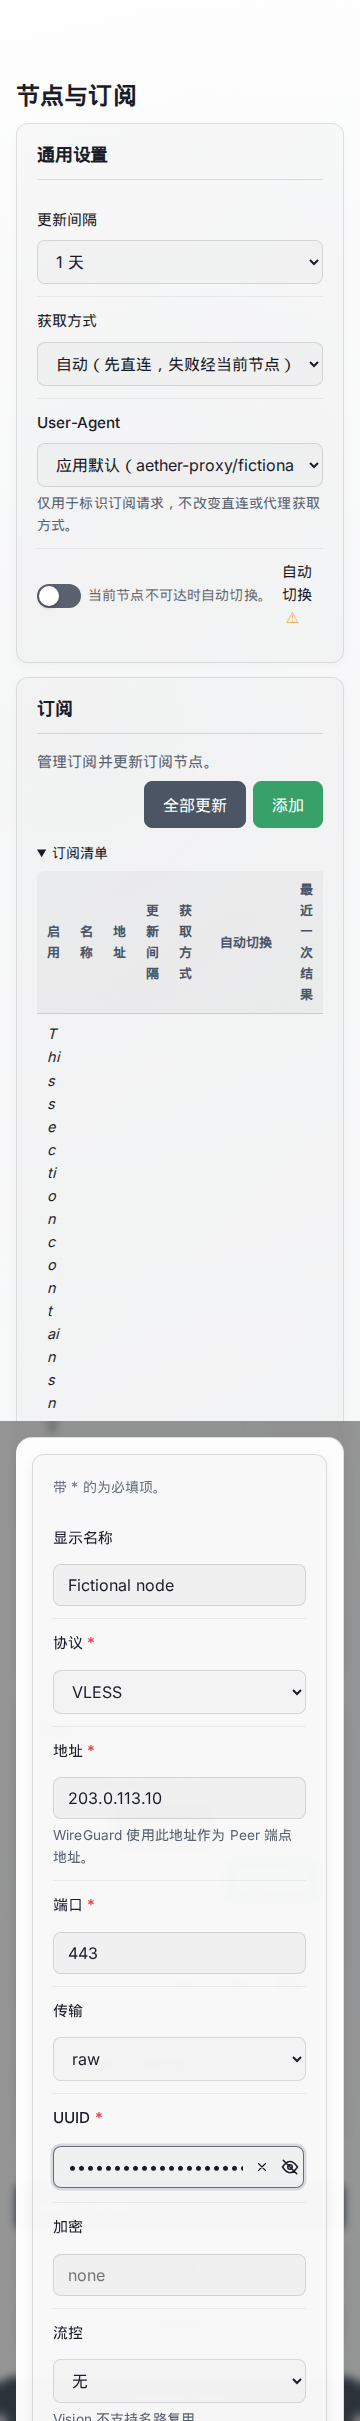 节点与订阅
通用设置
更新间隔
1 天
获取方式
自动（先直连，失败经当前节点）
User-Agent
应用默认（aether-proxy/fictiona
仅用于标识订阅请求，不改变直连或代理获取
方式。
当前节点不可达时自动切换。
自动
切换
⚠
订阅
管理订阅并更新订阅节点。
全部更新
添加
▼ 订阅清单
启
用
名
称
地
址
更
新
间
隔
获
取
方
式
自动切换
最
近
一
次
结
果
T
hi
s
s
e
c
ti
o
n
c
o
n
t
ai
n
s
n
带 * 的为必填项。
显示名称
Fictional node
协议 *
VLESS
地址 *
203.0.113.10
WireGuard 使用此地址作为 Peer 端点
地址。
端口 *
443
传输
raw
UUID *
加密
none
流控
无
Vision 不支持多路复用